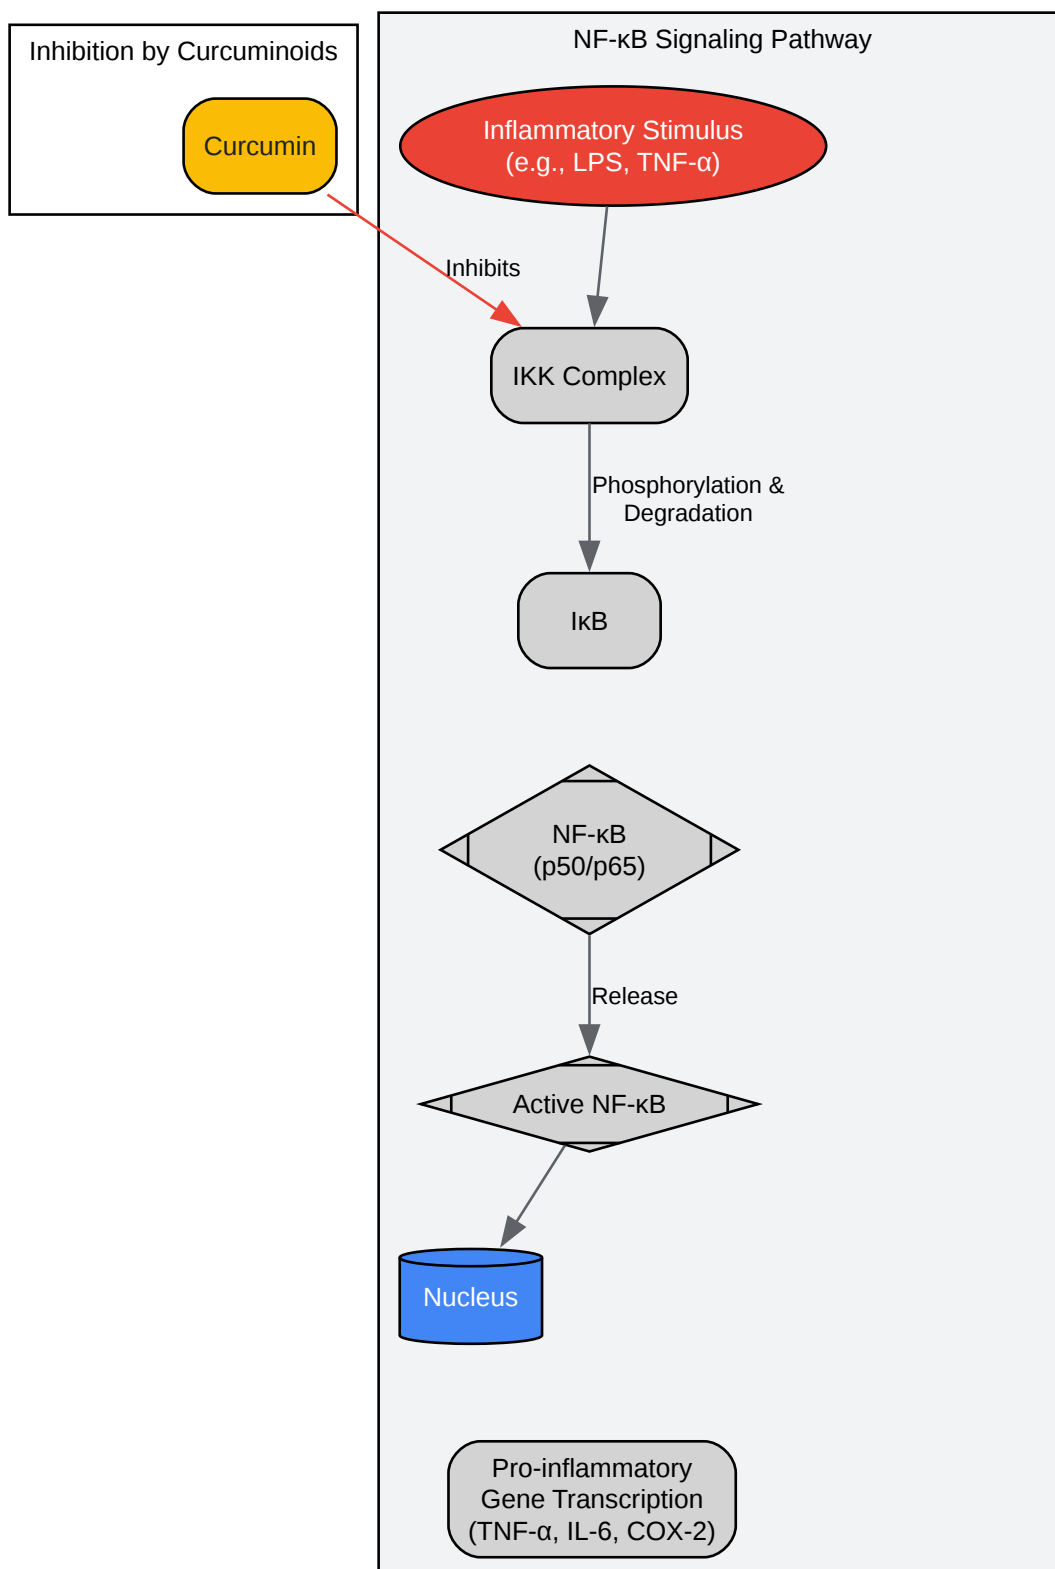 Inhibition by Curcuminoids
Curcumin
NF-κB Signaling Pathway
Inflammatory Stimulus
(e.g., LPS, TNF-α)
Inhibits
IKK Complex
Phosphorylation &
Degradation
IκB
NF-κB
(p50/p65)
Release
Active NF-κB
Nucleus
Pro-inflammatory
Gene Transcription
(TNF-α, IL-6, COX-2)